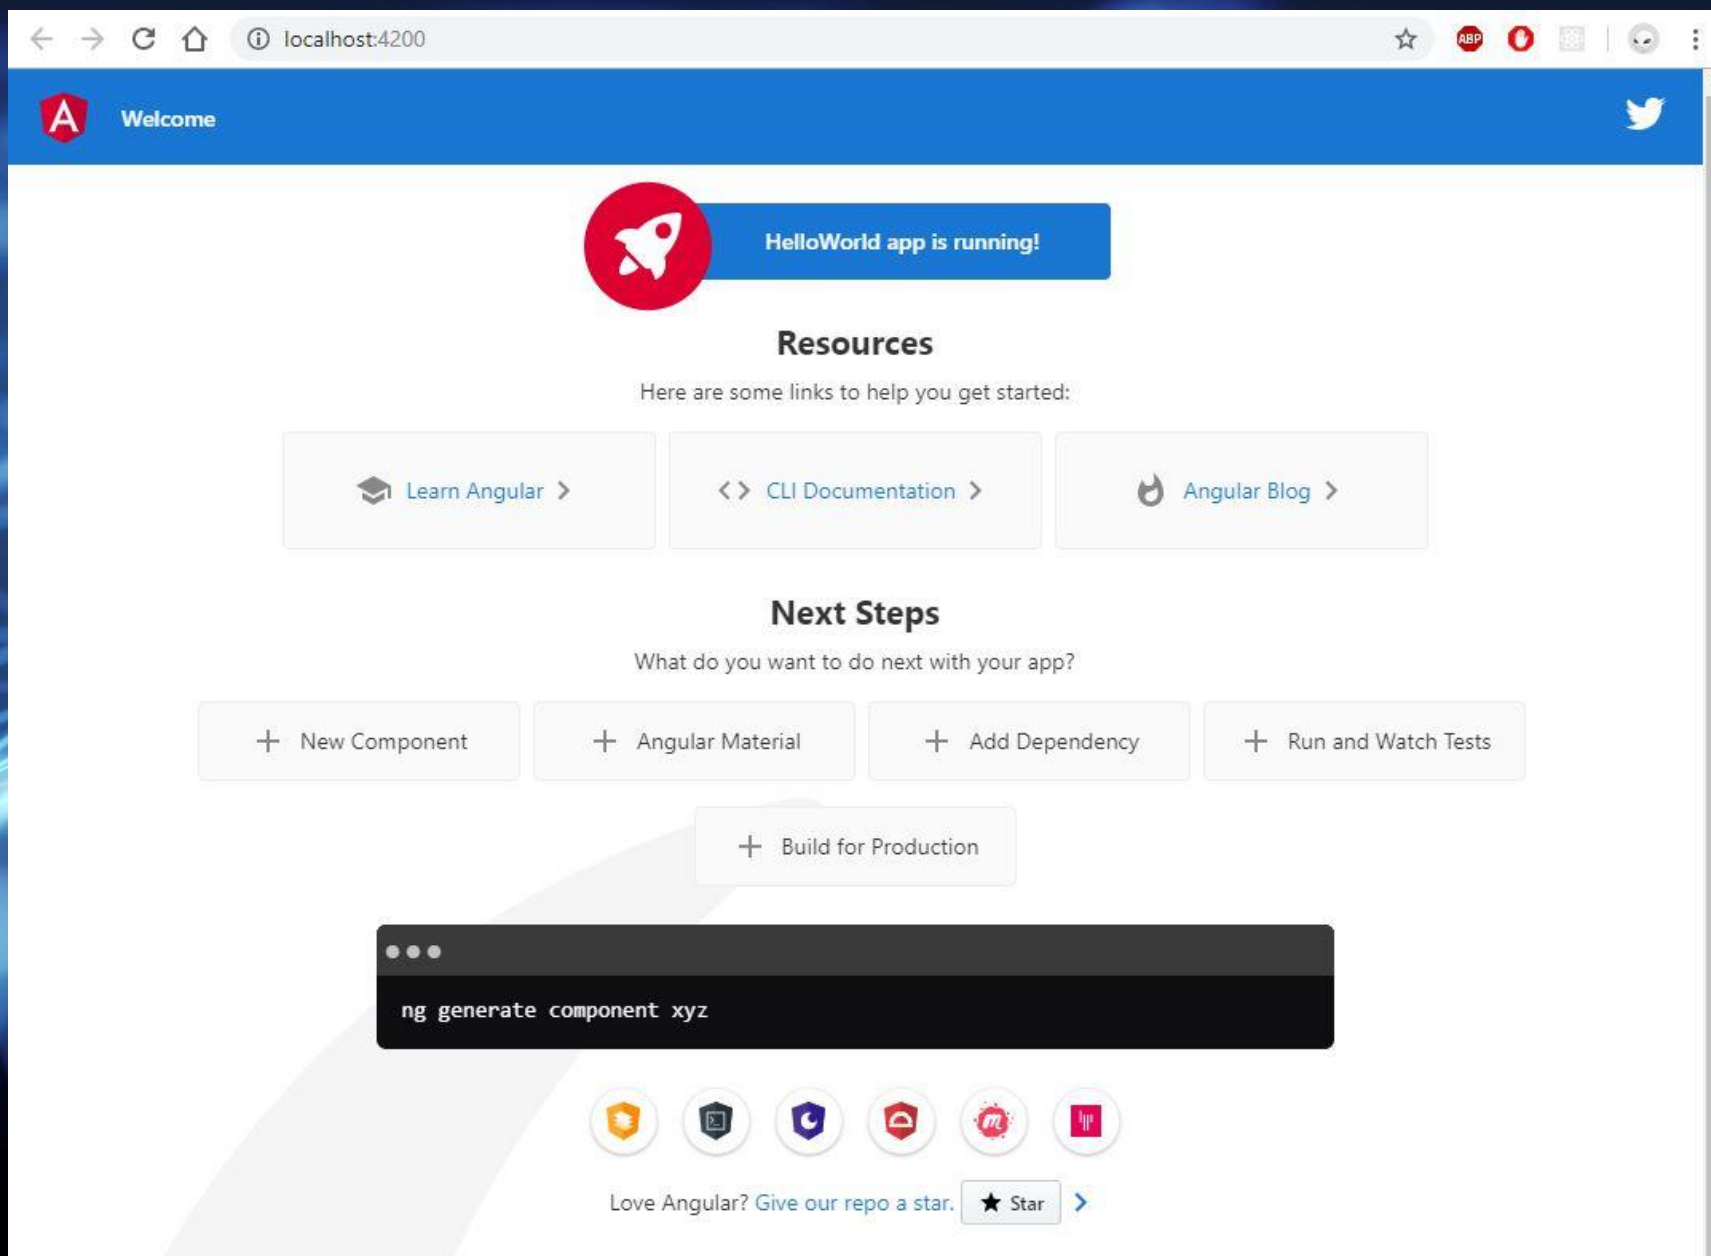 localhost:4200
ABP
A
Welcome
HelloWorld app is running!
Resources
Here are some links to help you get started:
Learn Angular
CLI Documentation
Angular Blog
Next Steps
What do you want to do next with your app?
New Component
Angular Material
Add Dependency
Run and Watch Tests
Build for Production
ng generate component xyz
m
Love Angular? Give our repo a star. Star